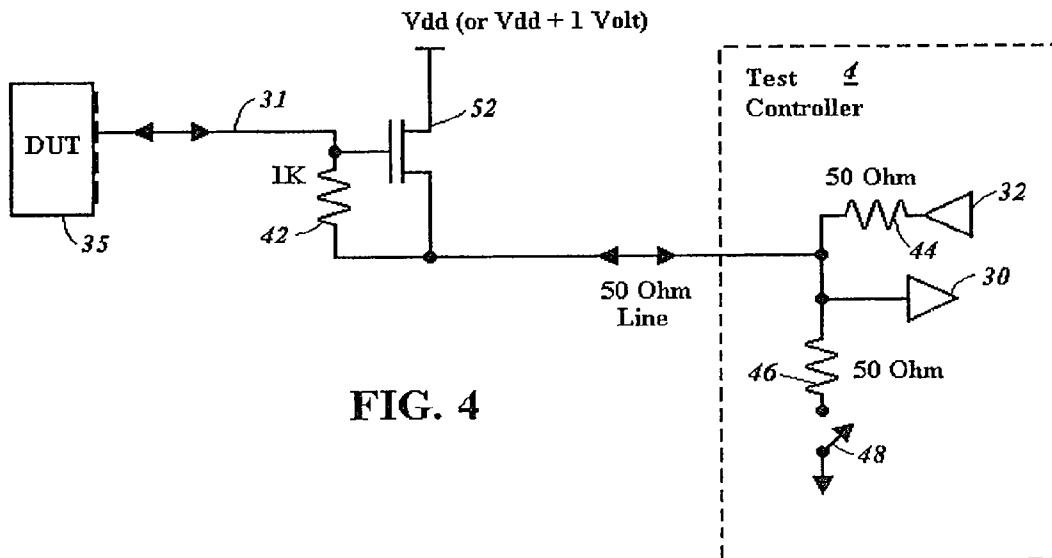 Vdd (or Vdd + 1 Volt)
Test 4
Controller
31
52
DUT
1K
50 Ohm
32
42
44
35
30
50 Ohm
Line
46
50 Ohm
FIG. 4
48